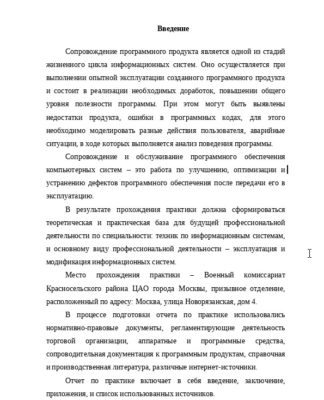 Введение
Сопровождение программного продукта является одной из стадий
жизненного цикла информационных систем. Оно осуществляется при
выполнении опытной эксплуатации созданного программного продукта
и состоит в реализации необходимых доработок, повышении общего
уровня полезности программы. При этом могут быть выявлены
недостатки продукта, ошибки в программных кодах, для этого
необходимо моделировать разные действия пользователя, аварийные
ситуации, в ходе которых выполняется анализ поведения программы.
Сопровождение и обслуживание программного обеспечения
компьютерных систем – это работа по улучшению, оптимизации и
устранению дефектов программного обеспечения после передачи его в
эксплуатацию.
В результате прохождения практики должна сформироваться
теоретическая и практическая база для будущей профессиональной
деятельности по специальности: техник по информационным системам,
и основному виду профессиональной деятельности – эксплуатация и
модификация информационных систем.
Место прохождения практики – Военный комиссариат
Красносельского района ЦАО города Москвы, призывное отделение,
расположенный по адресу: Москва, улица Новорязанская, дом 4.
В процессе подготовки отчета по практике использовались
нормативно-правовые документы, регламентирующие деятельность
торговой организации, аппаратные и программные средства,
сопроводительная документация к программным продуктам, справочная
и производственная литература, различные интернет-источники.
Отчет по практике включает в себя введение, заключение,
приложения, и список использованных источников.